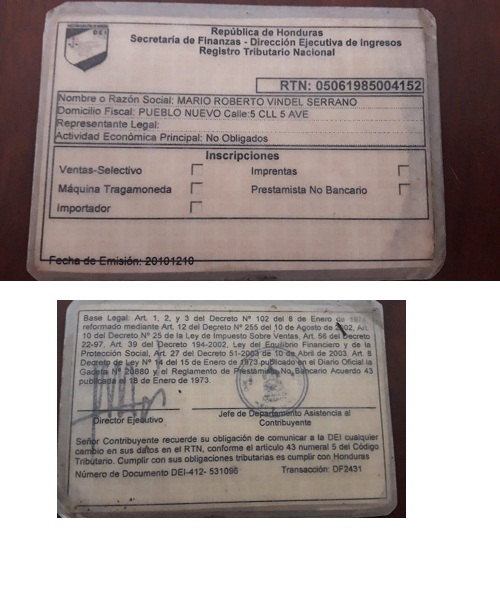 DEI
República de Honduras
Secretaría de Finanzas - Dirección Ejecutiva de Ingresos
Registro Tributario Nacional
RTN: 05061985004152
Nombre o Razón Social: MARIO ROBERTO VINDEL SERRANO
Domicilio Fiscal: PUEBLO NUEVO Calle:5 CLL 5 AVE
Representante Legal:
Actividad Económica Principal: No Obligados
Inscripciones
Ventas-Selectivo Imprentas
Máquina Tragamoneda Prestamista No Bancario
Importador
Fecha de Emisión: 20101210
Base Legal: Art. 1, 2, y 3 del Decreto N° 102 del 8 de Enero de
reformado mediante Art. 12 del Decreto N° 255 del 10 de Agosto de 2002, Art.
10 del Decreto N° 25 de la Ley de Impuesto Sobre Ventas. Art. 56 del Decreto
22-97, Art. 39 del Decreto 194-2002, Ley del Equilibrio Financiero y de la
Protección Social, Art. 27 del Decreto 51-2003 de 10 de Abril de 2003. Art. 8
Decreto de Ley N° 14 del 15 de Enero de 1973 publicado en el Diario Oficial la
Gaceta N° 20880 y el Reglamento de Prestamista No Bancario Acuerdo 43
publicada el 18 de Enero de 1973.
Director Ejecutivo Jefe de Departamento Asistencia al
Contribuyente
Señor Contribuyente recuerde su obligación de comunicar a la DEI cualquier
cambio en sus datos en el RTN, conforme el artículo 43 numeral 5 del Código
Tributario. Cumplir con sus obligaciones tributarias es cumplir con Honduras
Número de Documento DEI-412- 531096 Transacción: DF2431